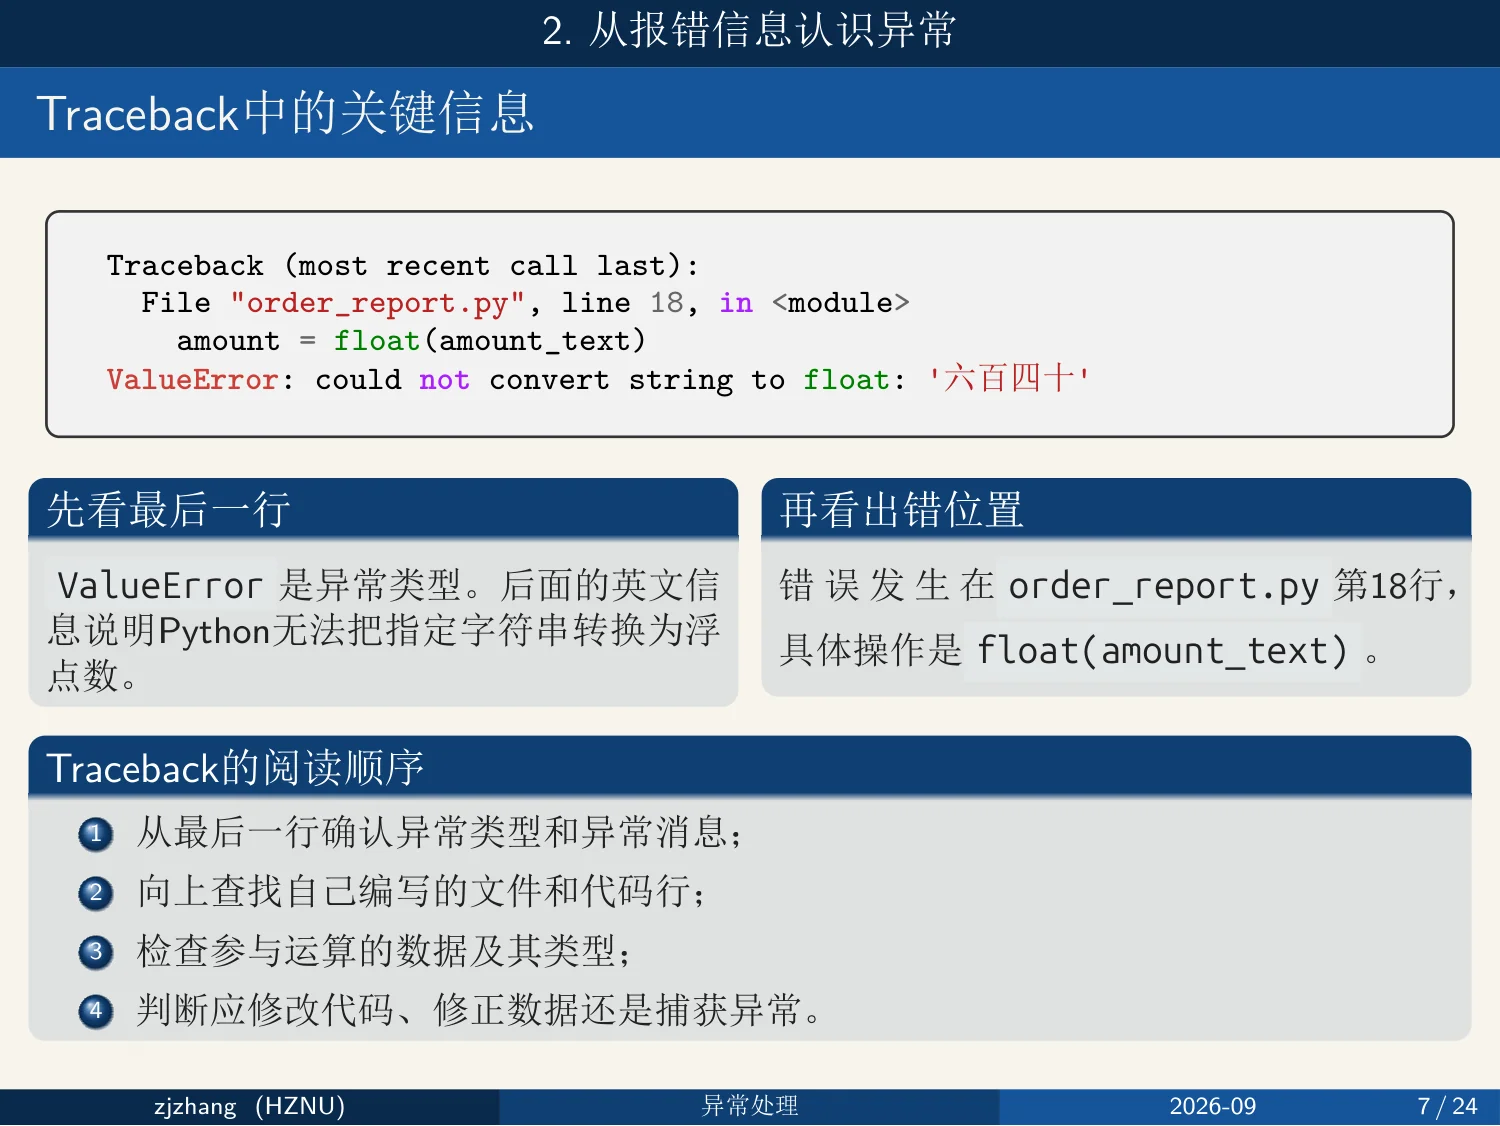 2. 从报错信息认识异常
Traceback中的关键信息
Traceback (most recent call last):
  File "order_report.py", line 18, in <module>
    amount = float(amount_text)
ValueError: could not convert string to float: '六百四十'
先看最后一行
ValueError 是异常类型。后面的英文信
息说明Python无法把指定字符串转换为浮
点数。
再看出错位置
错误发生在 order_report.py 第18行，
具体操作是 float(amount_text) 。
Traceback的阅读顺序
1 从最后一行确认异常类型和异常消息；
2 向上查找自己编写的文件和代码行；
3 检查参与运算的数据及其类型；
4 判断应修改代码、修正数据还是捕获异常。
zjzhang (HZNU) 异常处理 2026-09 7 / 24